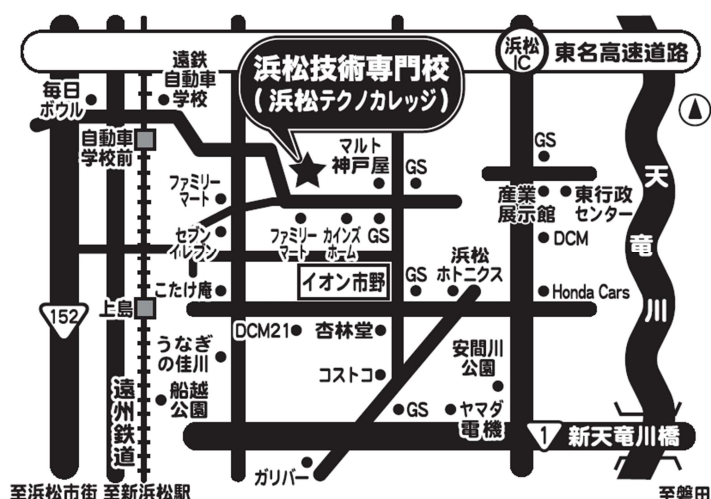 浜松
IC
東名高速道路
遠鉄
自動車
学校
浜松技術専門校
(浜松テクノカレッジ)
毎日
ボウル
自動車
学校前
マルト
神戸屋
GS
GS
天竜川
ファミリー
マート
産業
展示館
東行政
センター
セブン
イレブン
ファミリー
マート
カインズ
ホーム
GS
DCM
浜松
ホトニクス
イオン市野
GS
こたけ庵
Honda Cars
152
上島
DCM21
杏林堂
うなぎ
の佳川
安間川
公園
コストコ
船越
公園
遠州鉄道
GS
ヤマダ
電機
1
新天竜川橋
ガリバー
至浜松市街
至新浜松駅
至磐田